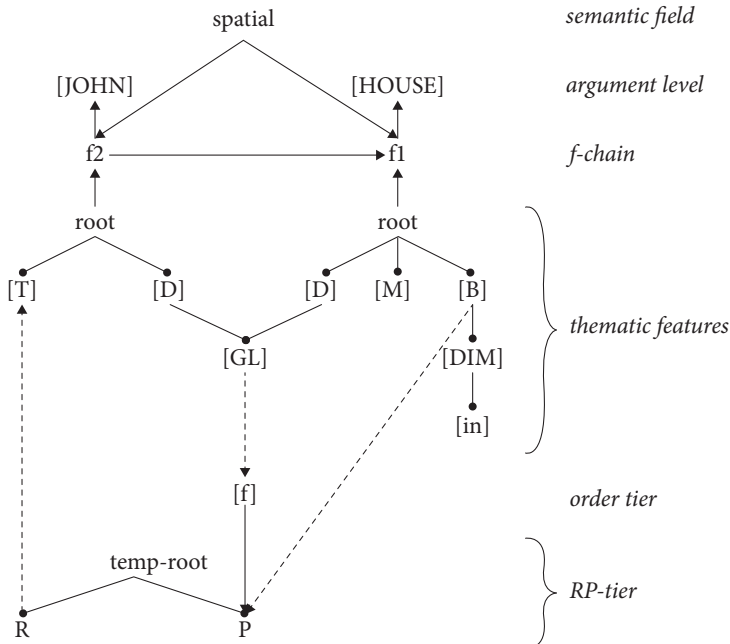 spatial semantic field
[JOHN] [HOUSE] argument level
f2 f1 f-chain
root root
[T] [D] [D] [M] [B]
thematic features
[GL] [DIM]
[in]
[f] order tier
temp-root
RP-tier
R P